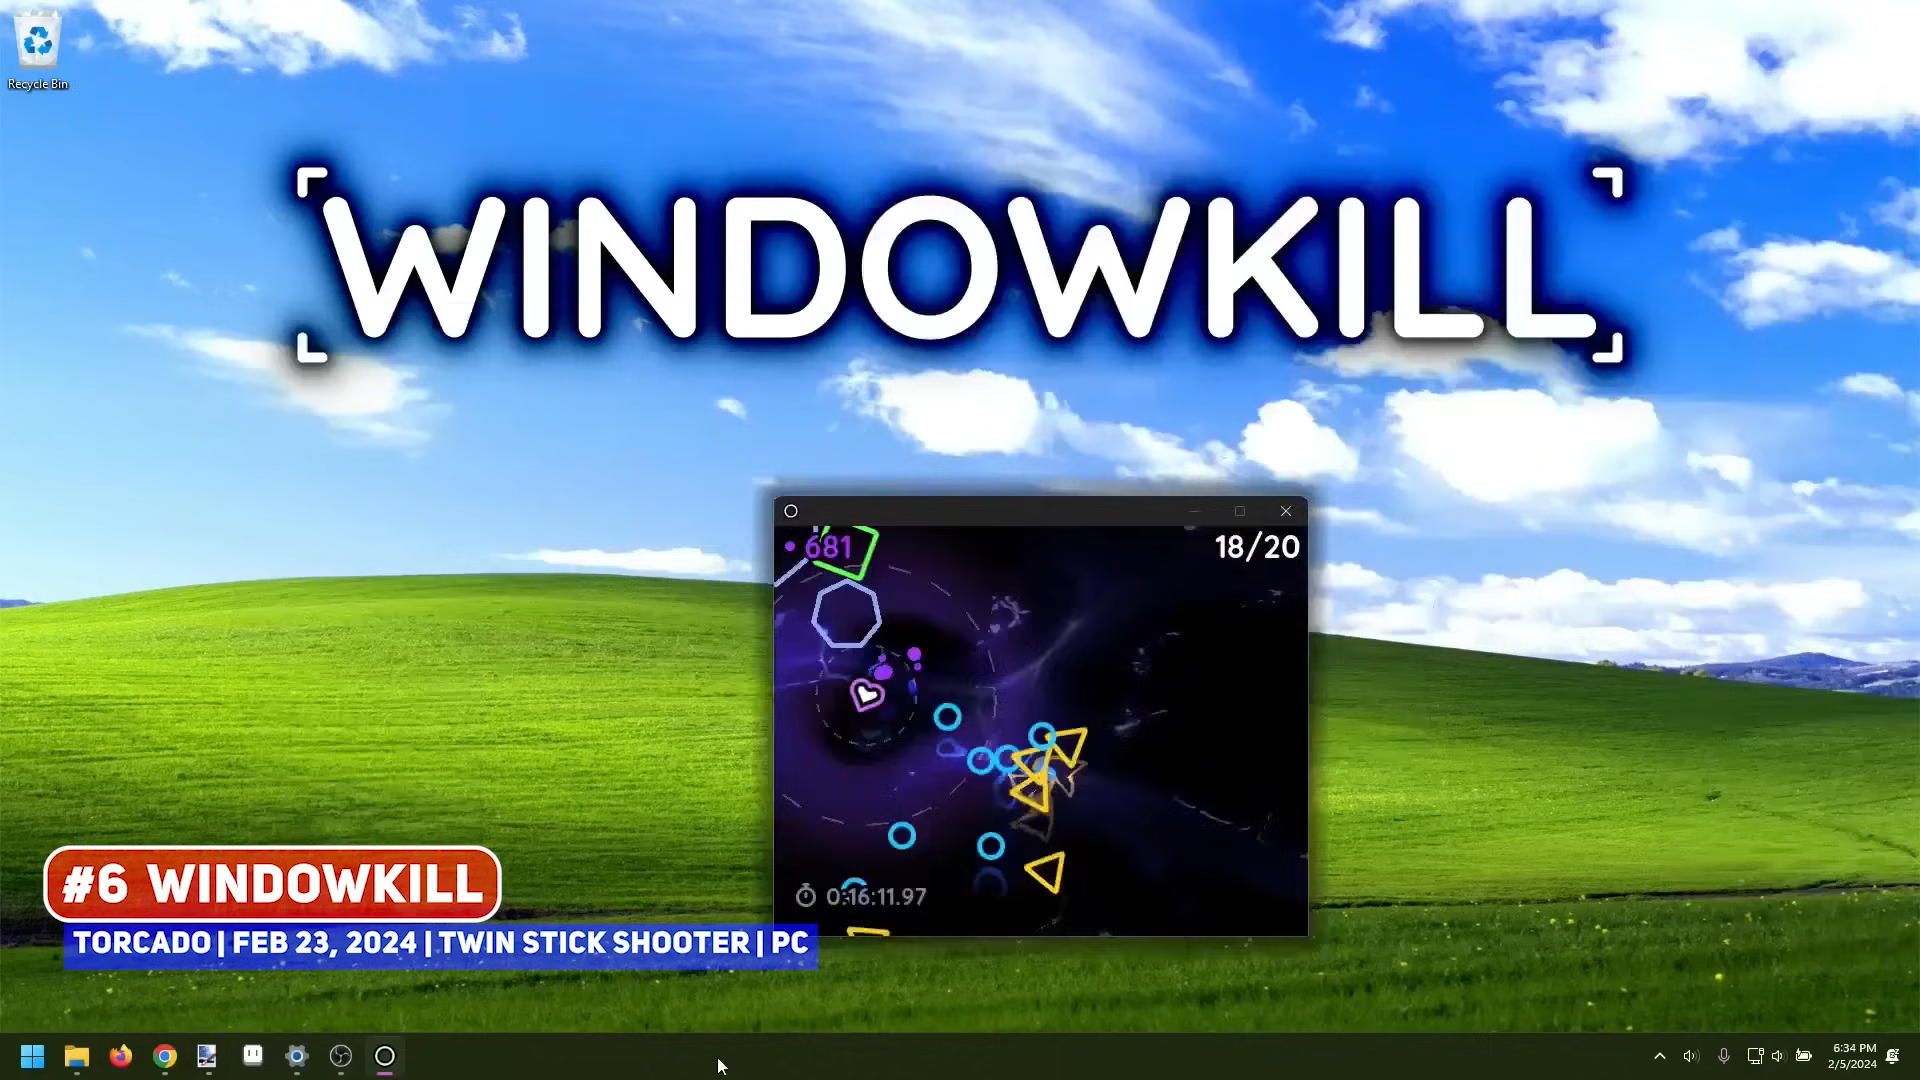 Recycle Bin
WINDOWKILL
681
18/20
0:16:11.97
#6 WINDOWKILL
TORCADO | FEB 23, 2024 | TWIN STICK SHOOTER | PC
6:34 PM
2/5/2024